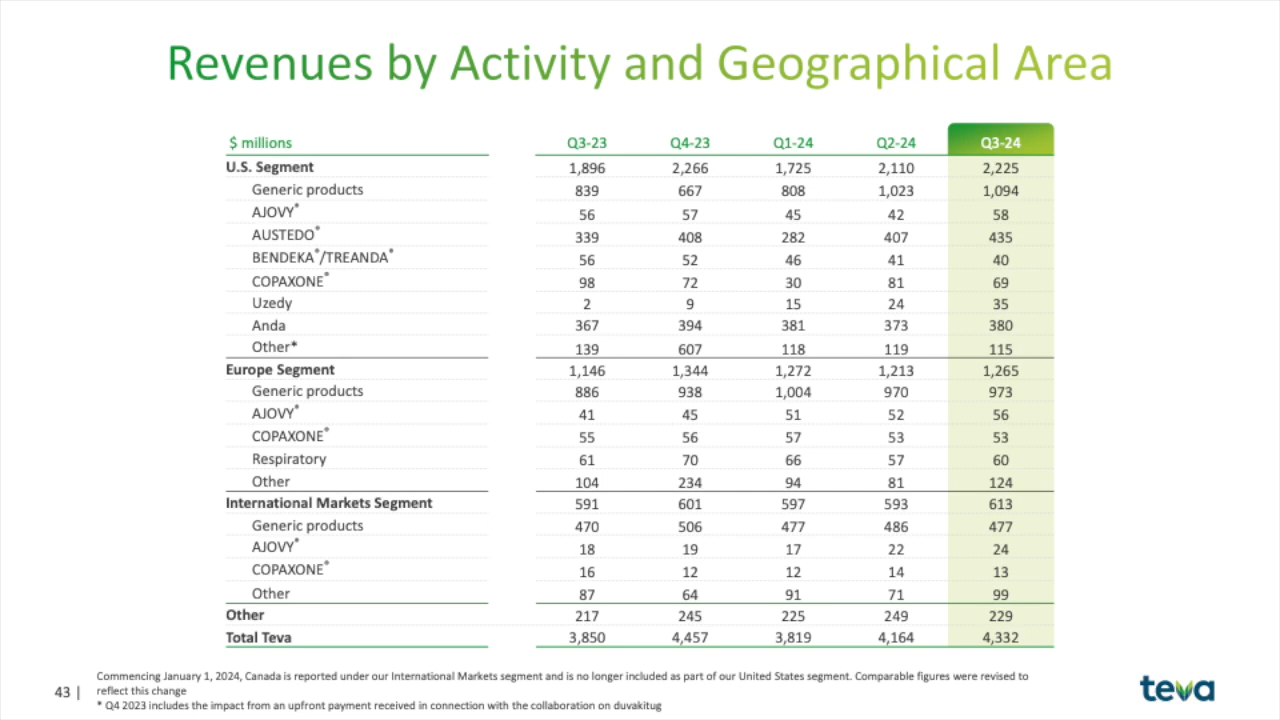 Revenues by Activity and Geographical Area
$ millions Q3-23 Q4-23 Q1-24 Q2-24 Q3-24
U.S. Segment 1,896 2,266 1,725 2,110 2,225
Generic products 839 667 808 1,023 1,094
AJOVY® 56 57 45 42 58
AUSTEDO® 339 408 282 407 435
BENDEKA®/TREANDA® 56 52 46 41 40
COPAXONE® 98 72 30 81 69
Uzedy 2 9 15 24 35
Anda 367 394 381 373 380
Other* 139 607 118 119 115
Europe Segment 1,146 1,344 1,272 1,213 1,265
Generic products 886 938 1,004 970 973
AJOVY® 41 45 51 52 56
COPAXONE® 55 56 57 53 53
Respiratory 61 70 66 57 60
Other 104 234 94 81 124
International Markets Segment 591 601 597 593 613
Generic products 470 506 477 486 477
AJOVY® 18 19 17 22 24
COPAXONE® 16 12 12 14 13
Other 87 64 91 71 99
Other 217 245 225 249 229
Total Teva 3,850 4,457 3,819 4,164 4,332
Commencing January 1, 2024, Canada is reported under our International Markets segment and is no longer included as part of our United States segment. Comparable figures were revised to
43 | reflect this change
* Q4 2023 includes the impact from an upfront payment received in connection with the collaboration on duvakitug
teva